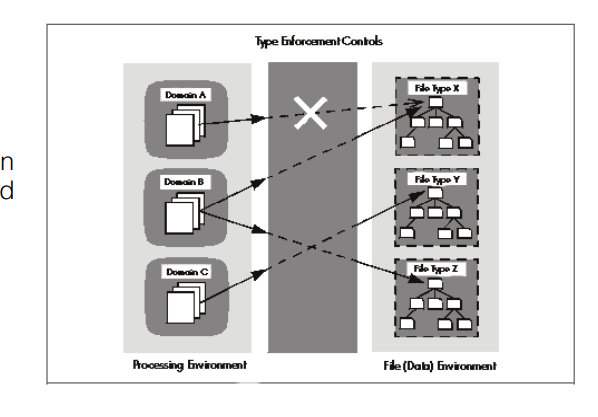 Type Enforcement Controls
Domain A
File Type X
n
d
Domain B
File Type Y
Domain C
File Type Z
Processing Environment
File (Data) Environment